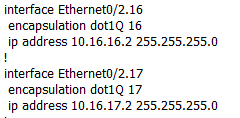 interface Ethernet0/2.16
encapsulation dot1Q 16
ip address 10.16.16.2 255.255.255.0
!
interface Ethernet0/2.17
encapsulation dot1Q 17
ip address 10.16.17.2 255.255.255.0